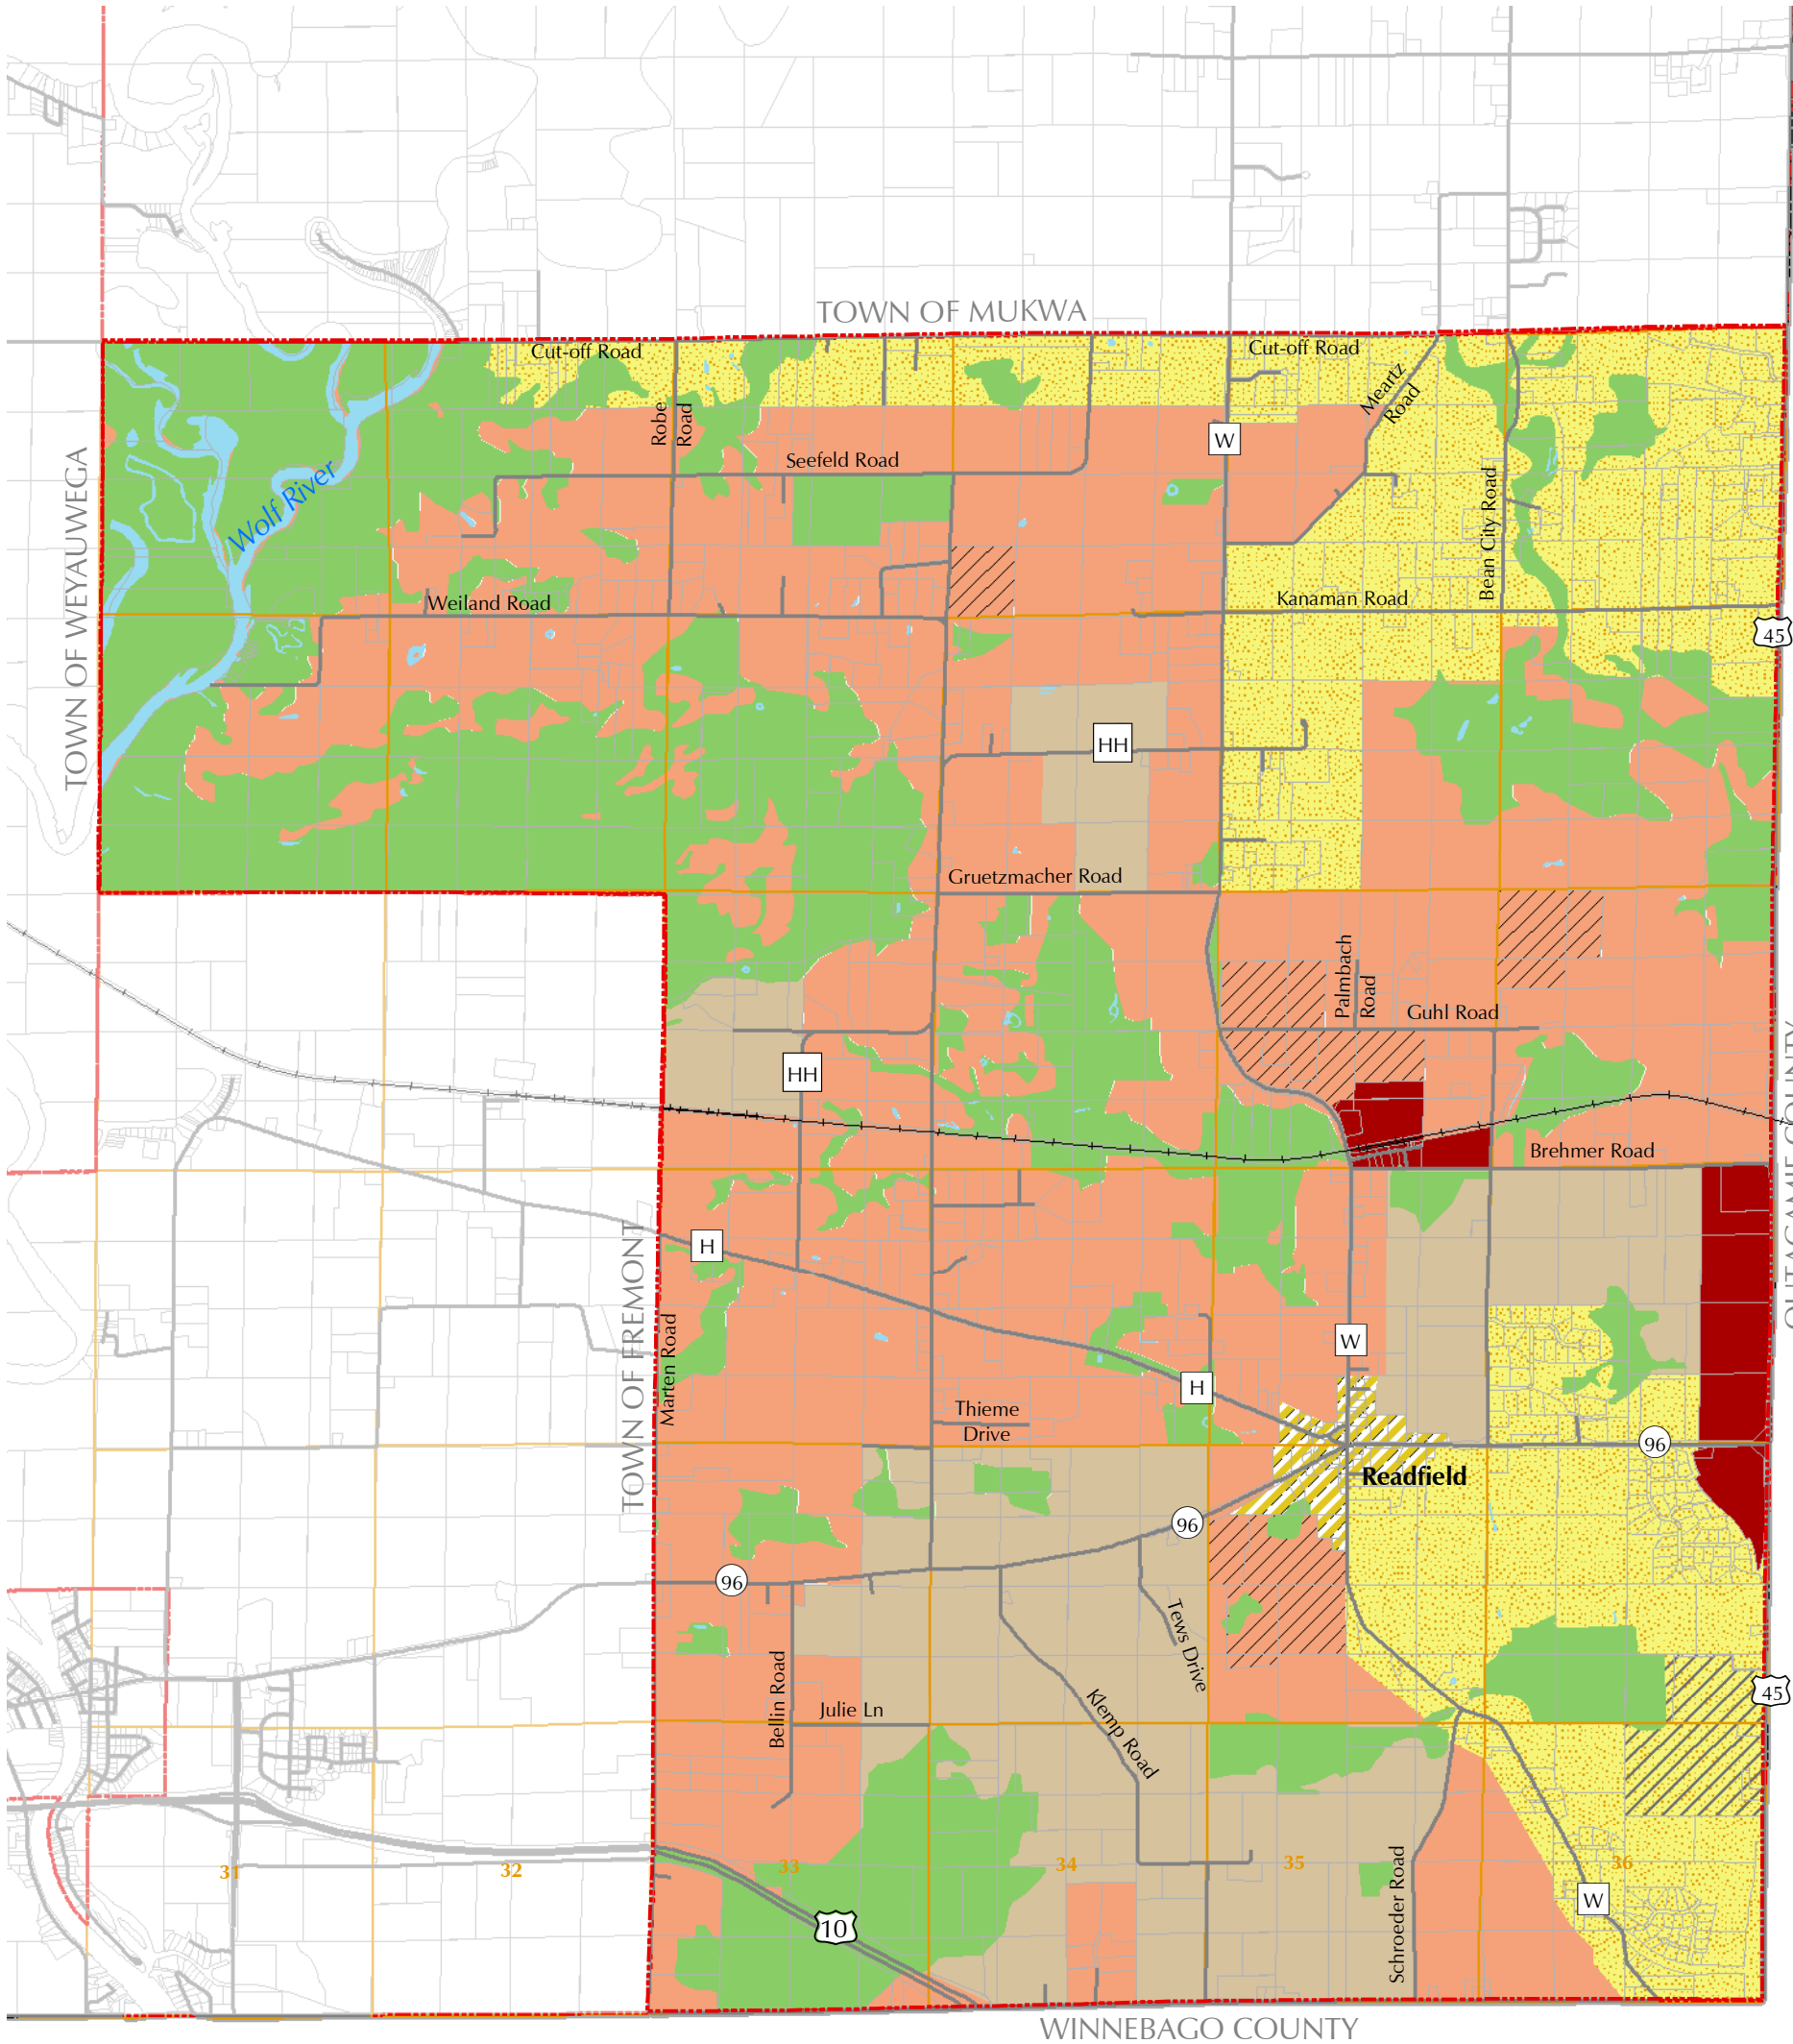 TOWN OF MUKWA
Cut-off Road
Cut-off Road
Meartz
Road
Robe
Road
W
Seefeld Road
TOWN OF WEYAUWEGA
Wolf River
Bean City Road
Weiland Road
Kanaman Road
45
HH
Gruetzmacher Road
Palmbach
Road
Guhl Road
HH
OUTAGAMIE COUNTY
Brehmer Road
H
TOWN OF FREMONT
Marten Road
W
H
Thieme
Drive
96
Readfield
96
96
Tews Drive
Bellin Road
Klemp Road
45
Julie Ln
31
32
33
34
35
36
Schroeder Road
W
10
WINNEBAGO COUNTY